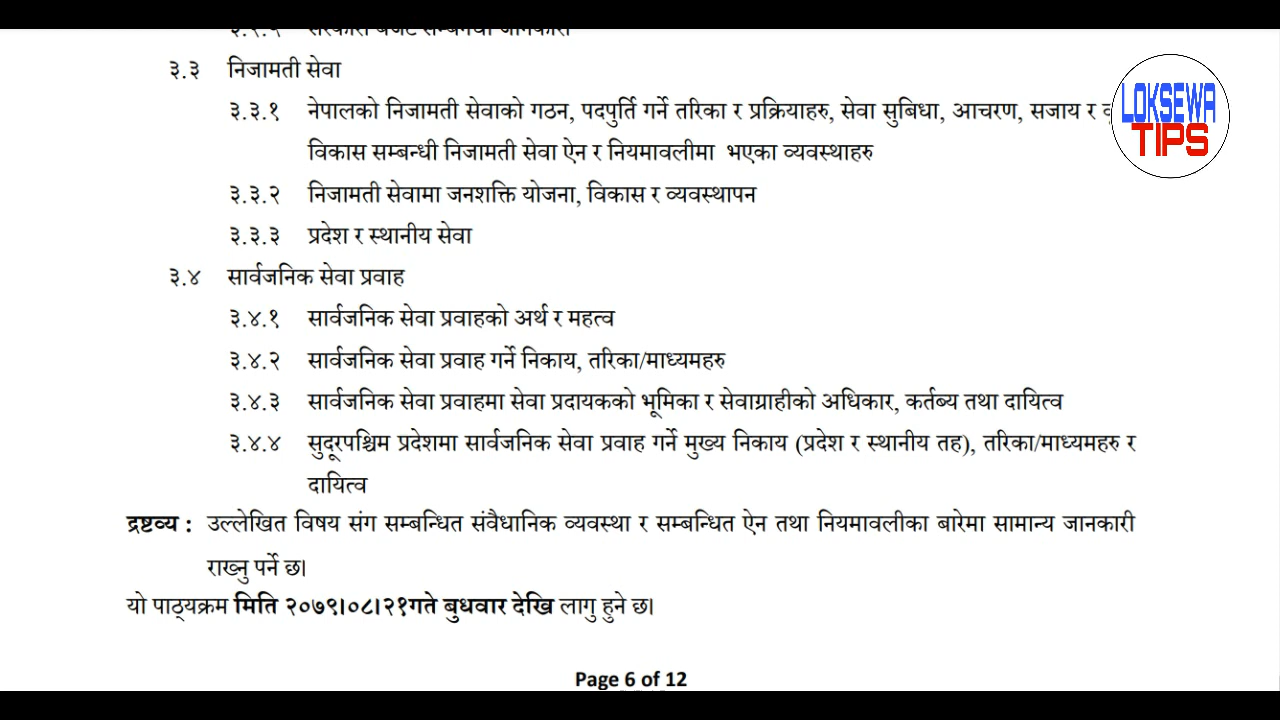 ३.३ निजामती सेवा
३.३.१ नेपालको निजामती सेवाको गठन, पदपुर्ति गर्ने तरिका र प्रक्रियाहरु, सेवा सुबिधा, आचरण, सजाय र
विकास सम्बन्धी निजामती सेवा ऐन र नियमावलीमा भएका व्यवस्थाहरु
३.३.२ निजामती सेवामा जनशक्ति योजना, विकास र व्यवस्थापन
३.३.३ प्रदेश र स्थानीय सेवा
३.४ सार्वजनिक सेवा प्रवाह
३.४.१ सार्वजनिक सेवा प्रवाहको अर्थ र महत्व
३.४.२ सार्वजनिक सेवा प्रवाह गर्ने निकाय, तरिका/माध्यमहरु
३.४.३ सार्वजनिक सेवा प्रवाहमा सेवा प्रदायकको भूमिका र सेवाग्राहीको अधिकार, कर्तब्य तथा दायित्व
३.४.४ सुदूरपश्चिम प्रदेशमा सार्वजनिक सेवा प्रवाह गर्ने मुख्य निकाय (प्रदेश र स्थानीय तह), तरिका/माध्यमहरु र
दायित्व
द्रष्टव्य : उल्लेखित विषय संग सम्बन्धित संवैधानिक व्यवस्था र सम्बन्धित ऐन तथा नियमावलीका बारेमा सामान्य जानकारी
राख्नु पर्ने छ।
यो पाठ्यक्रम मिति २०७९।०८।२१गते बुधवार देखि लागु हुने छ।
Page 6 of 12
LOKSEWA
TIPS